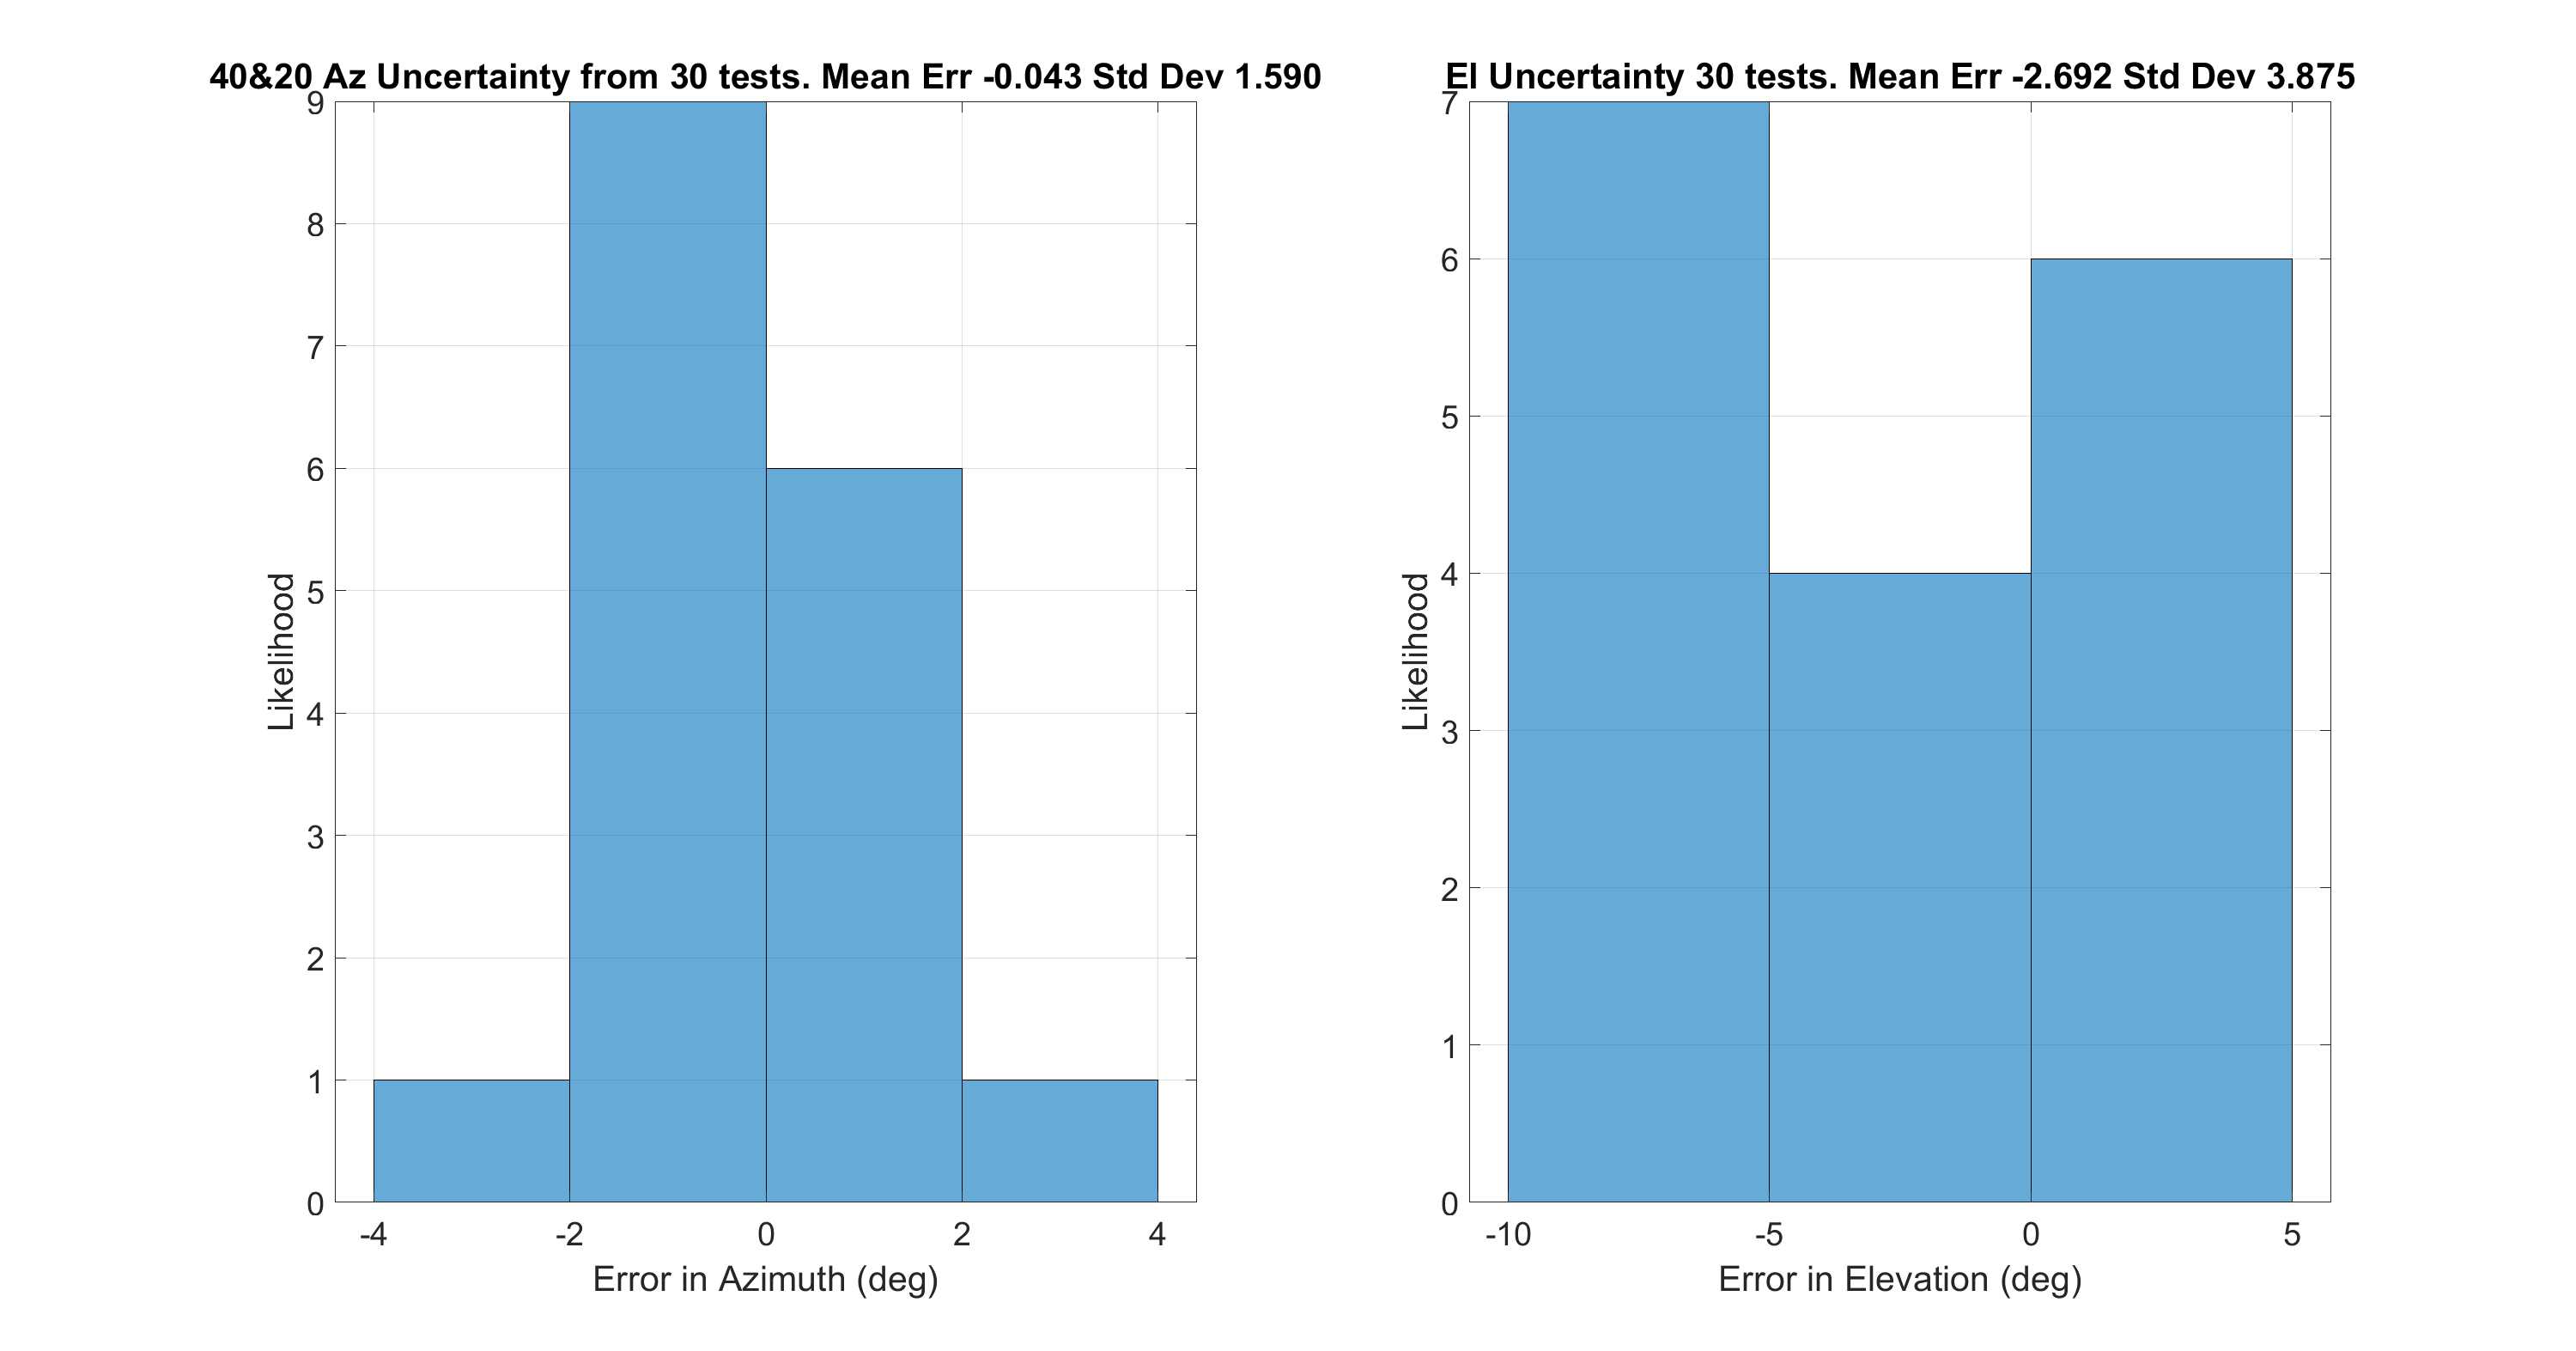 40&20 Az Uncertainty from 30 tests. Mean Err -0.043 Std Dev 1.590
9
8
7
6
5
4
3
2
1
0
Likelihood
-4 -2 0 2 4
Error in Azimuth (deg)
El Uncertainty 30 tests. Mean Err -2.692 Std Dev 3.875
7
6
5
4
3
2
1
0
Likelihood
-10 -5 0 5
Error in Elevation (deg)